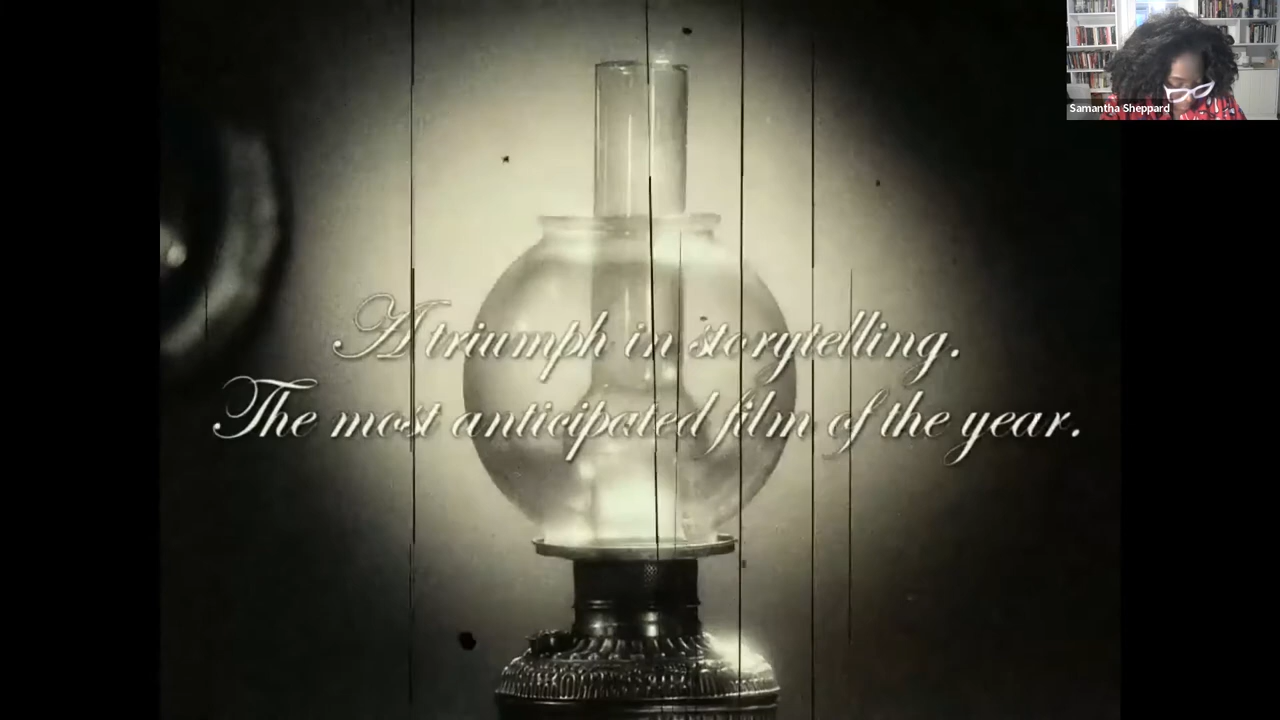 Samantha Sheppard
A triumph in storytelling.
The most anticipated film of the year.